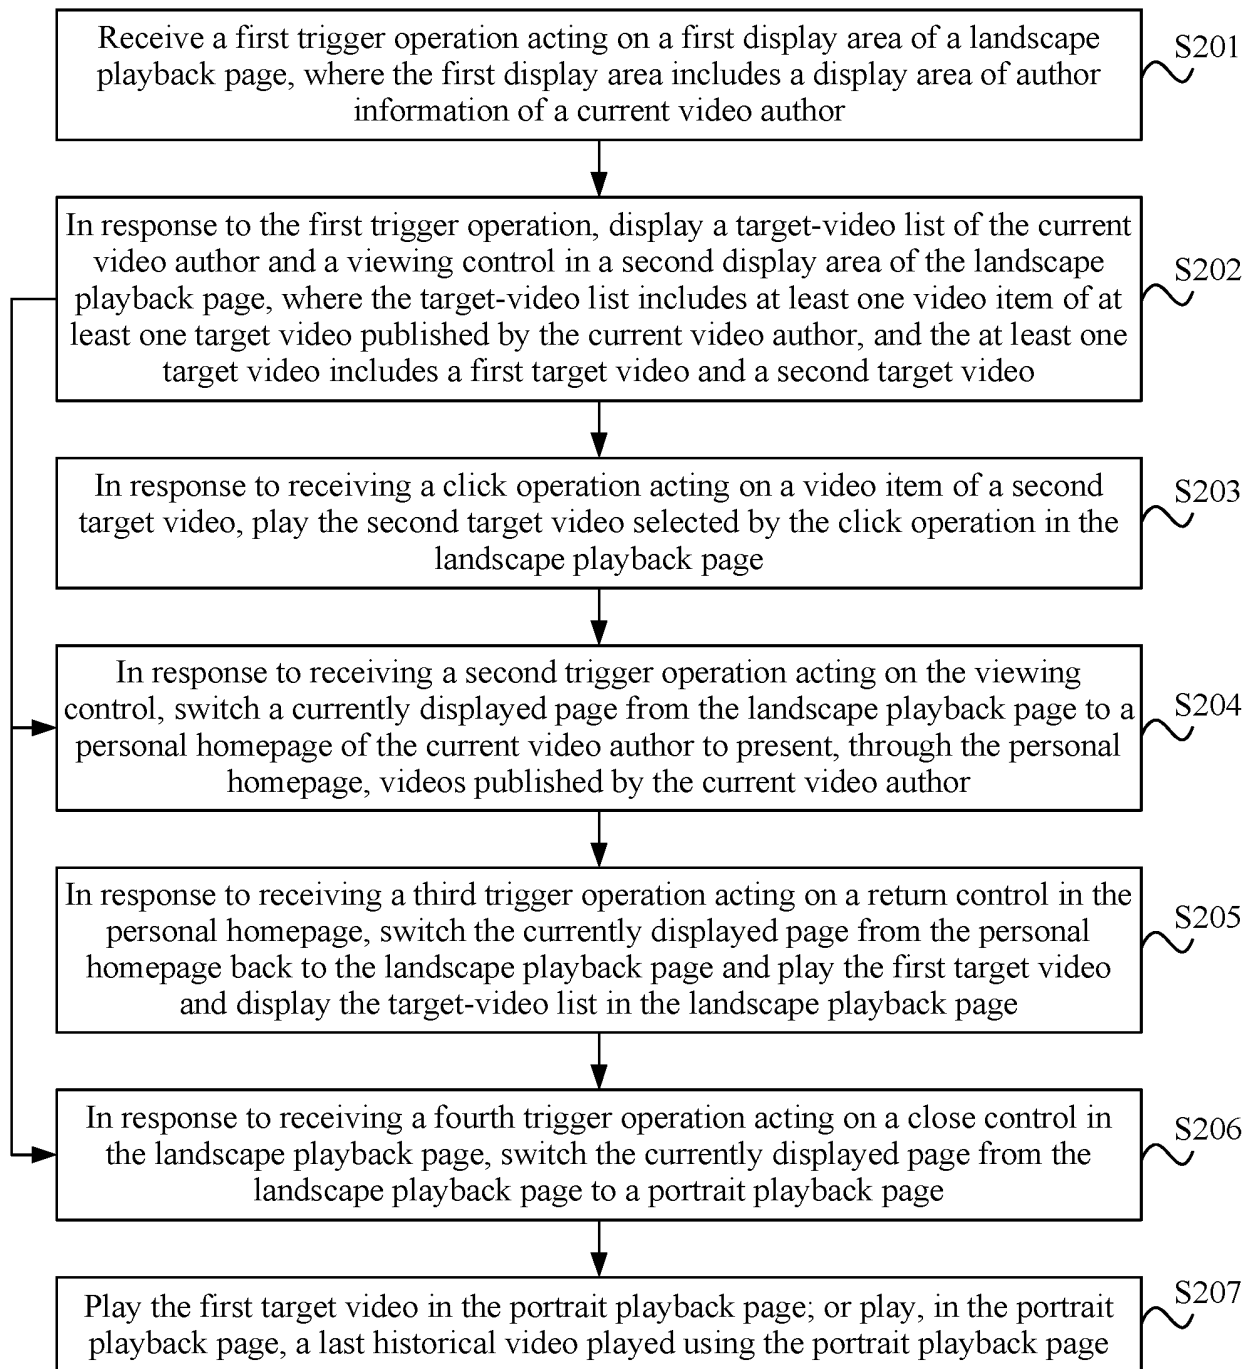 Receive a first trigger operation acting on a first display area of a landscape
playback page, where the first display area includes a display area of author
information of a current video author
S201
In response to the first trigger operation, display a target-video list of the current
video author and a viewing control in a second display area of the landscape
playback page, where the target-video list includes at least one video item of at
least one target video published by the current video author, and the at least one
target video includes a first target video and a second target video
S202
In response to receiving a click operation acting on a video item of a second
target video, play the second target video selected by the click operation in the
landscape playback page
S203
In response to receiving a second trigger operation acting on the viewing
control, switch a currently displayed page from the landscape playback page to a
personal homepage of the current video author to present, through the personal
homepage, videos published by the current video author
S204
In response to receiving a third trigger operation acting on a return control in the
personal homepage, switch the currently displayed page from the personal
homepage back to the landscape playback page and play the first target video
and display the target-video list in the landscape playback page
S205
In response to receiving a fourth trigger operation acting on a close control in
the landscape playback page, switch the currently displayed page from the
landscape playback page to a portrait playback page
S206
Play the first target video in the portrait playback page; or play, in the portrait
playback page, a last historical video played using the portrait playback page
S207